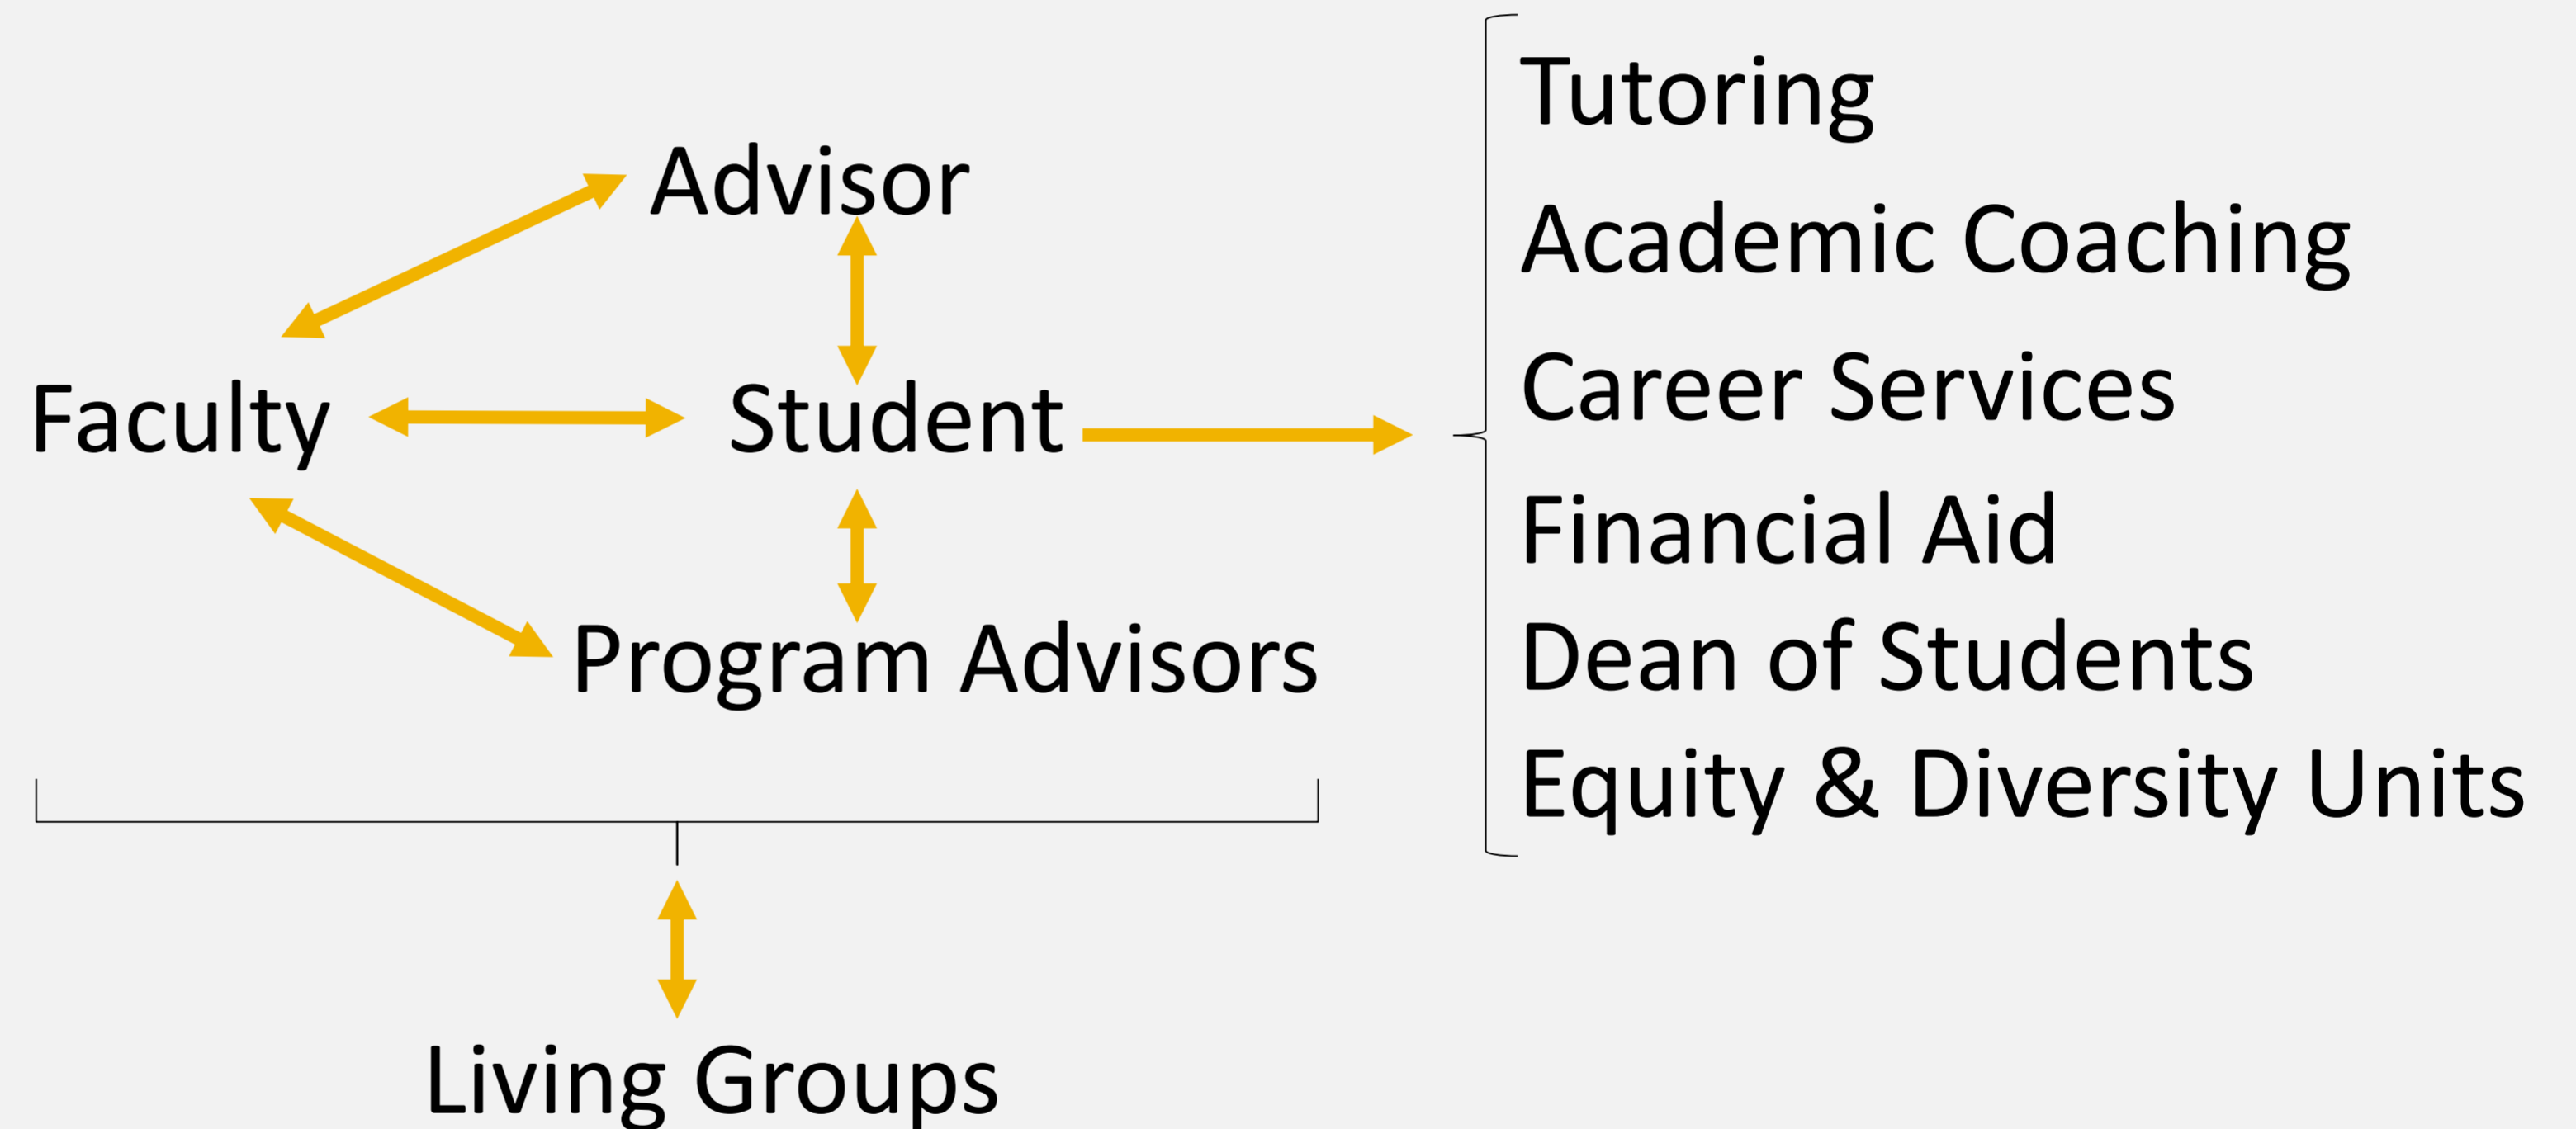 Advisor
Faculty
Student
Program Advisors
Living Groups
Tutoring
Academic Coaching
Career Services
Financial Aid
Dean of Students
Equity & Diversity Units